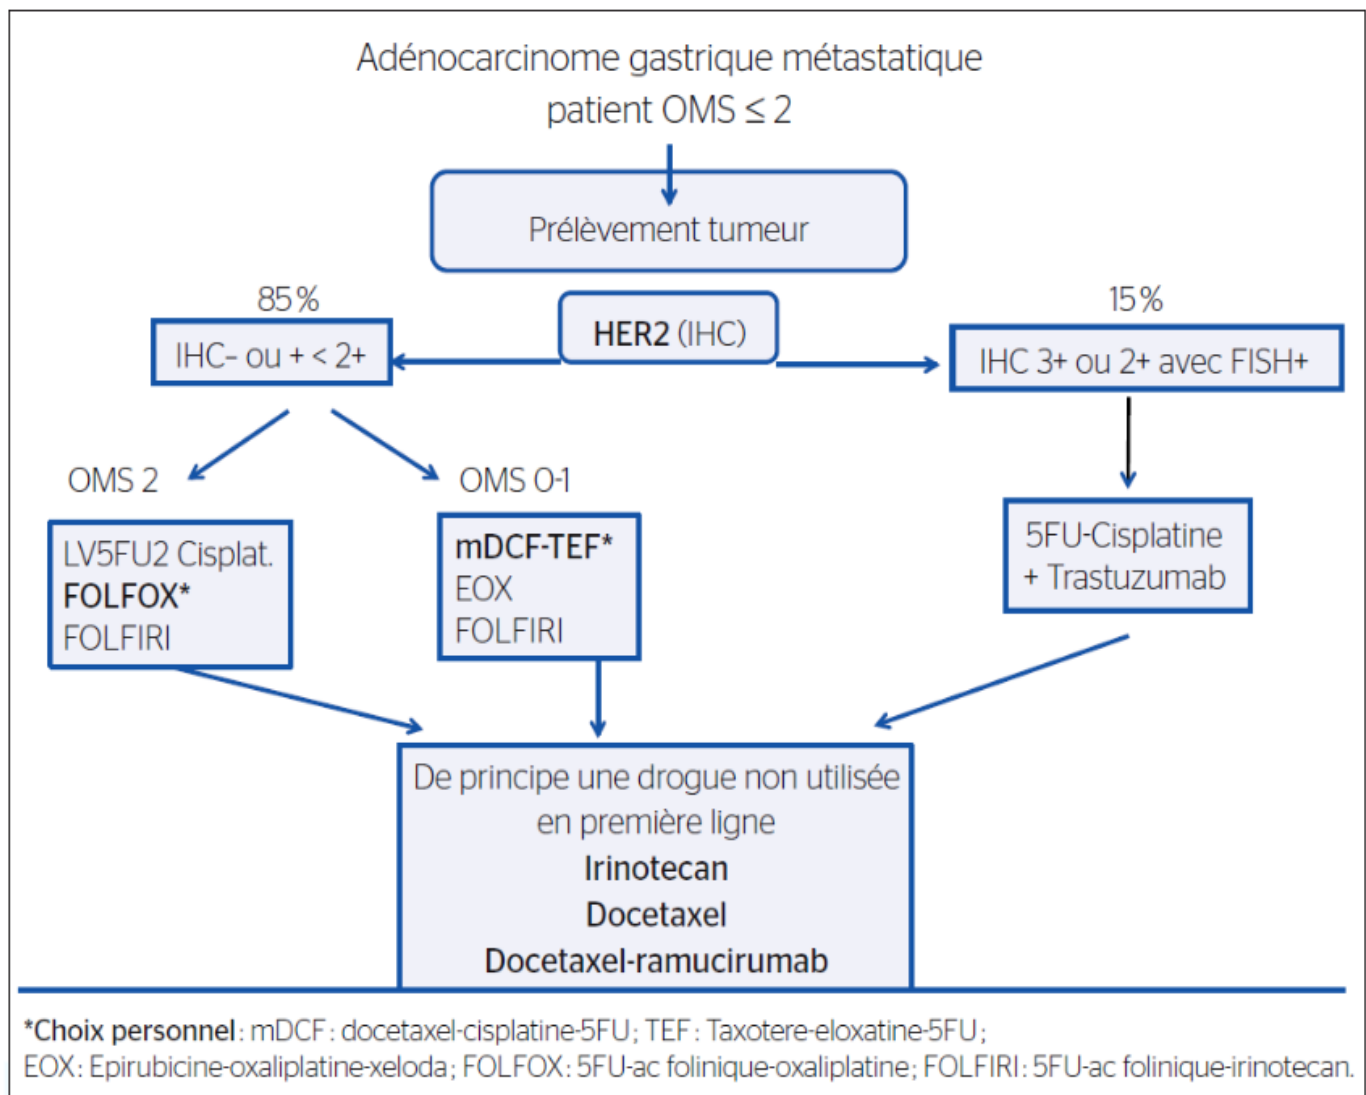 Adénocarcinome gastrique métastatique
patient OMS ≤ 2
Prélèvement tumeur
85%
HER2 (IHC)
15%
IHC- ou + < 2+
IHC 3+ ou 2+ avec FISH+
OMS 2
OMS 0-1
LV5FU2 Cisplat.
FOLFOX*
FOLFIRI
mDCF-TEF*
EOX
FOLFIRI
5FU-Cisplatine
+ Trastuzumab
De principe une drogue non utilisée
en première ligne
Irinotecan
Docetaxel
Docetaxel-ramucirumab
*Choix personnel: mDCF: docetaxel-cisplatine-5FU; TEF: Taxotere-eloxatine-5FU;
EOX: Epirubicine-oxaliplatine-xeloda; FOLFOX: 5FU-ac folinique-oxaliplatine; FOLFIRI: 5FU-ac folinique-irinotecan.